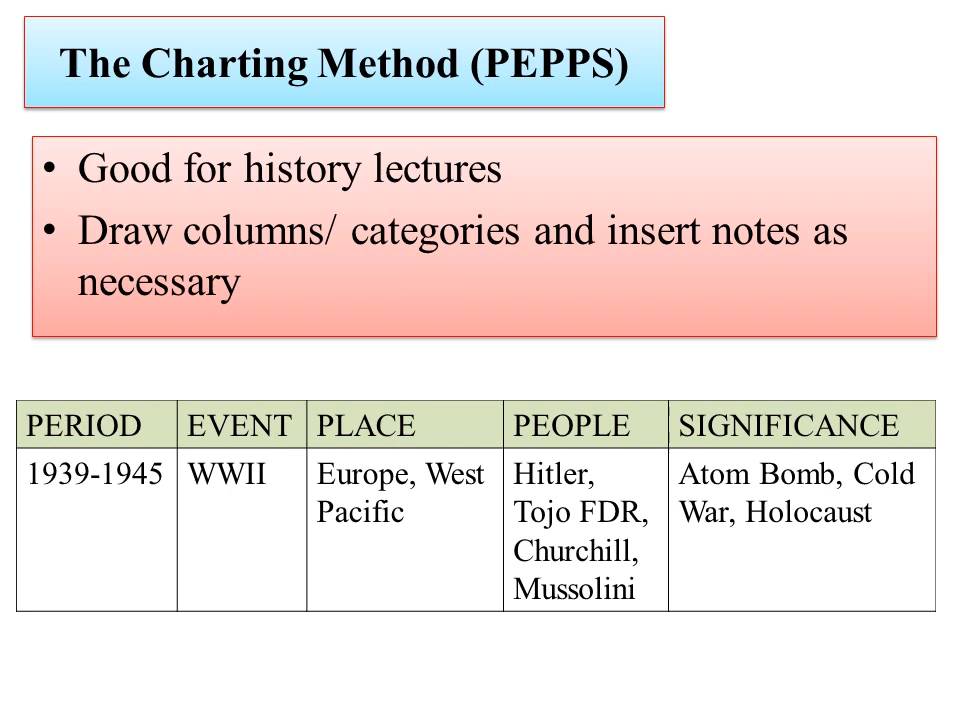 The Charting Method (PEPPS)
• Good for history lectures
• Draw columns/ categories and insert notes as
necessary
PERIOD EVENT PLACE PEOPLE SIGNIFICANCE
1939-1945 WWII Europe, West Hitler, Atom Bomb, Cold
Pacific Tojo FDR, War, Holocaust
Churchill,
Mussolini